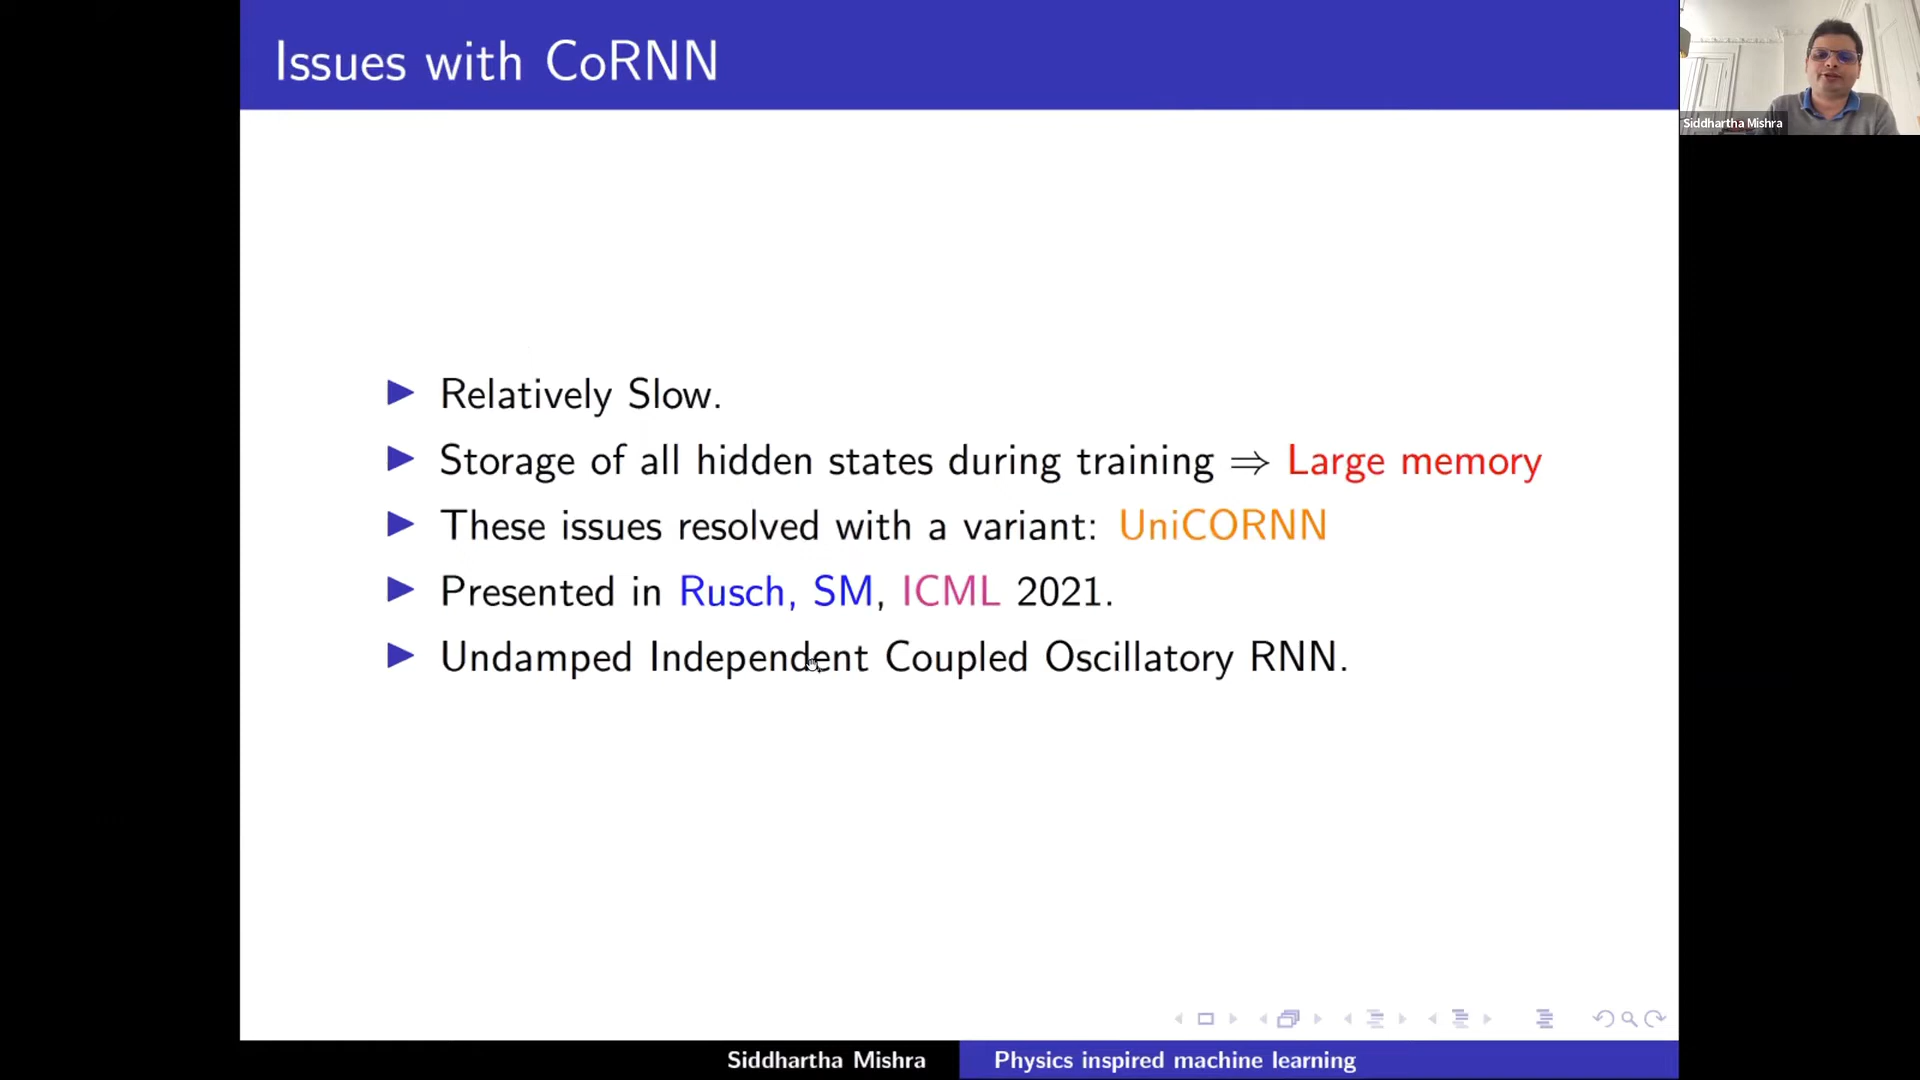 Issues with CoRNN
Siddhartha Mishra
▶ Relatively Slow.
▶ Storage of all hidden states during training ⇒ Large memory
▶ These issues resolved with a variant: UniCORNN
▶ Presented in Rusch, SM, ICML 2021.
▶ Undamped Independent Coupled Oscillatory RNN.
Siddhartha Mishra
Physics inspired machine learning